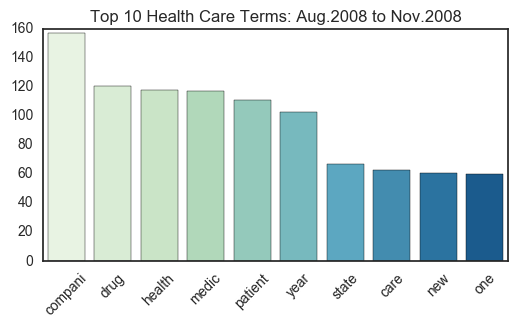 Top 10 Health Care Terms: Aug.2008 to Nov.2008
160
140
120
100
80
60
40
20
0
compani
drug
health
medic
patient
year
state
care
new
one